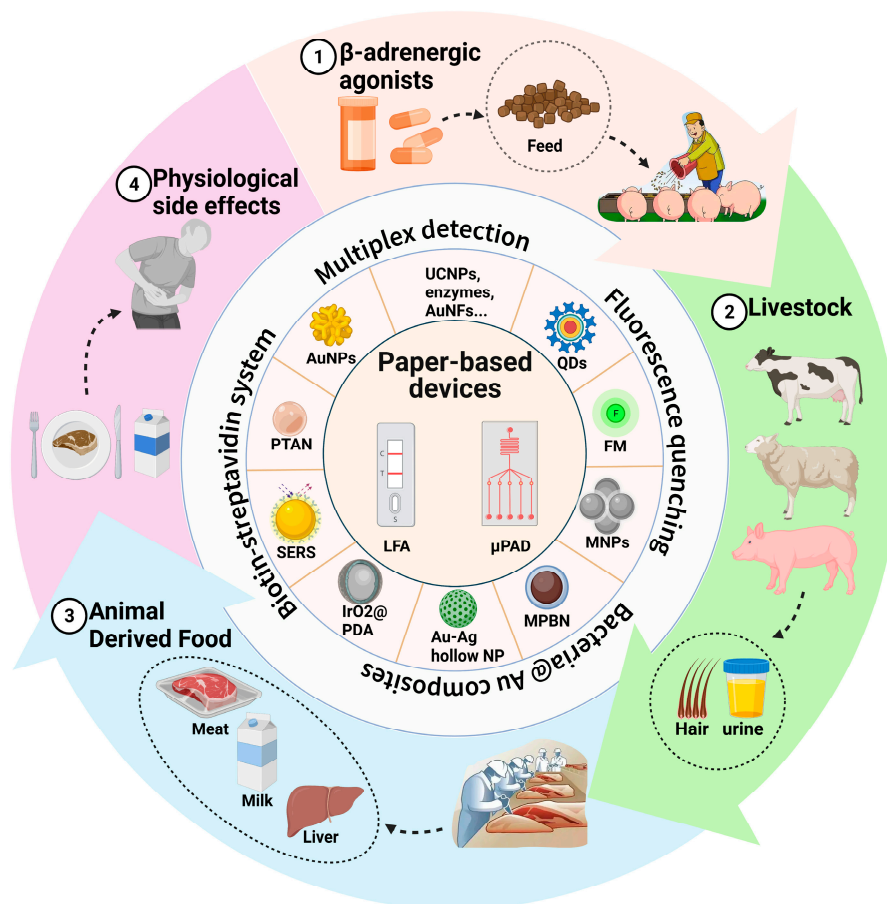 1
β-adrenergic
agonists
Feed
4
Physiological
side effects
2
Livestock
Hair
urine
3
Animal
Derived Food
Meat
Milk
Liver
Multiplex detection
Fluorescence quenching
Bacteria@ Au composites
Biotin-streptavidin system
UCNPs,
enzymes,
AuNFs...
QDs
F
FM
MNPs
MPBN
Au-Ag
hollow NP
IrO2@
PDA
SERS
PTAN
AuNPs
Paper-based
devices
C
T
S
LFA
μPAD